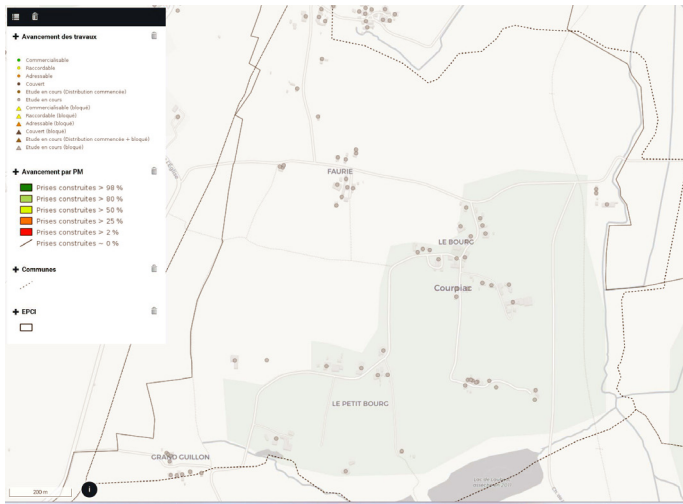 Avancement des travaux
Commercialisable
Raccordable
Adressable
Couvert
Etude en cours (Distribution commencée)
Etude en cours
Commercialisable (bloqué)
Raccordable (bloqué)
Adressable (bloqué)
Couvert (bloqué)
Etude en cours (Distribution commencée + bloqué)
Etude en cours (bloqué)
Avancement par PM
Prises construites > 98 %
Prises construites > 80 %
Prises construites > 50 %
Prises construites > 25 %
Prises construites > 2 %
Prises construites ~ 0 %
Communes
EPCI
FAURIE
LE BOURG
Courpiac
LE PETIT BOURG
GRAND GUILLON
200 m
i